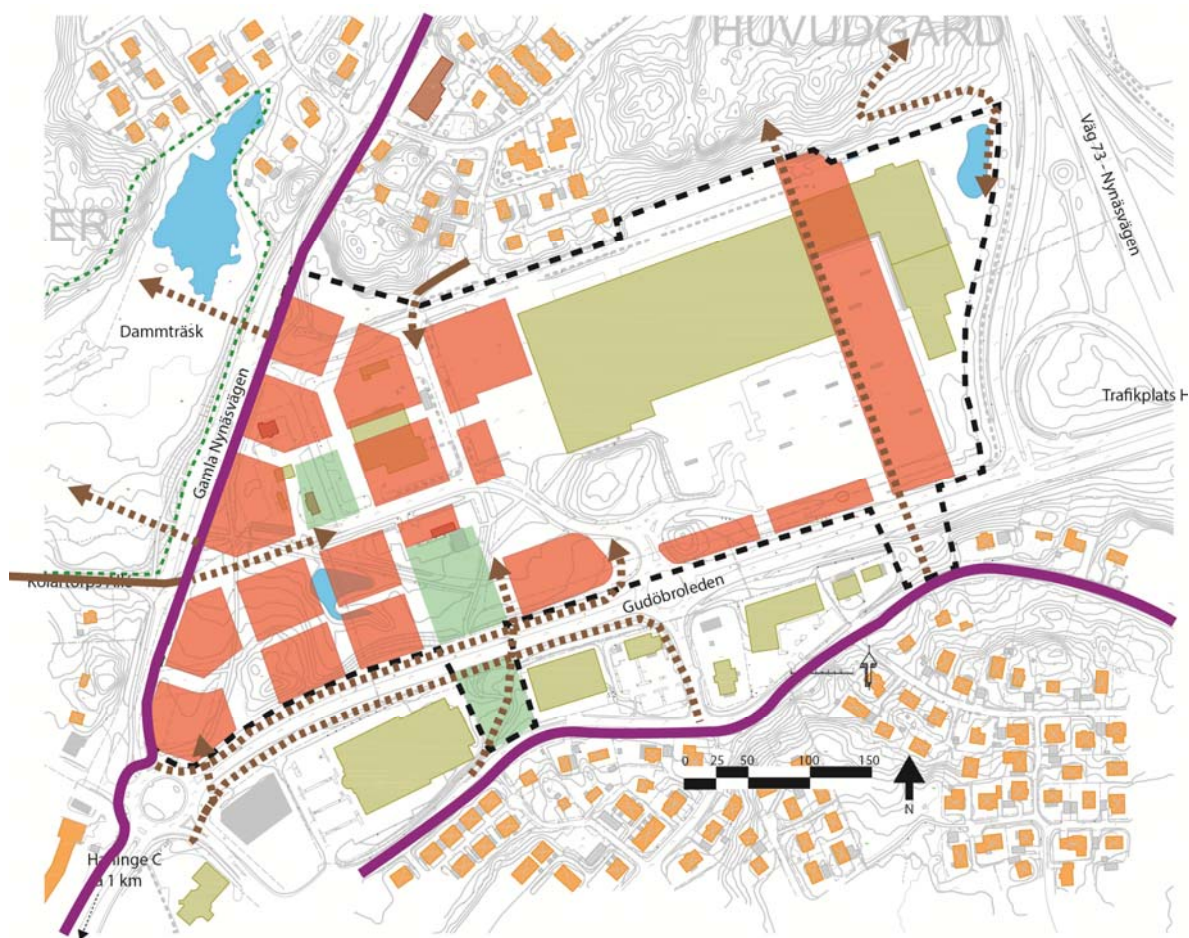 HUVUDGÅRD
Väg 73 - Nynäsvägen
ER
Dammträsk
Gamla Nynäsvägen
Trafikplats H
Gudöbroleden
0 25 50 100 150
N
Haninge C
1 km